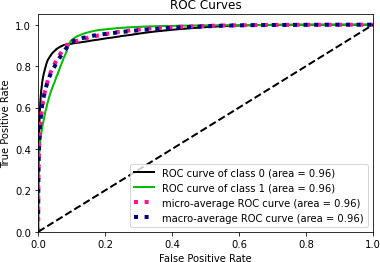 ROC Curves
True Positive Rate
1.0
0.8
0.6
0.4
0.2
0.0
ROC curve of class 0 (area = 0.96)
ROC curve of class 1 (area = 0.96)
micro-average ROC curve (area = 0.96)
macro-average ROC curve (area = 0.96)
0.0 0.2 0.4 0.6 0.8 1.0
False Positive Rate